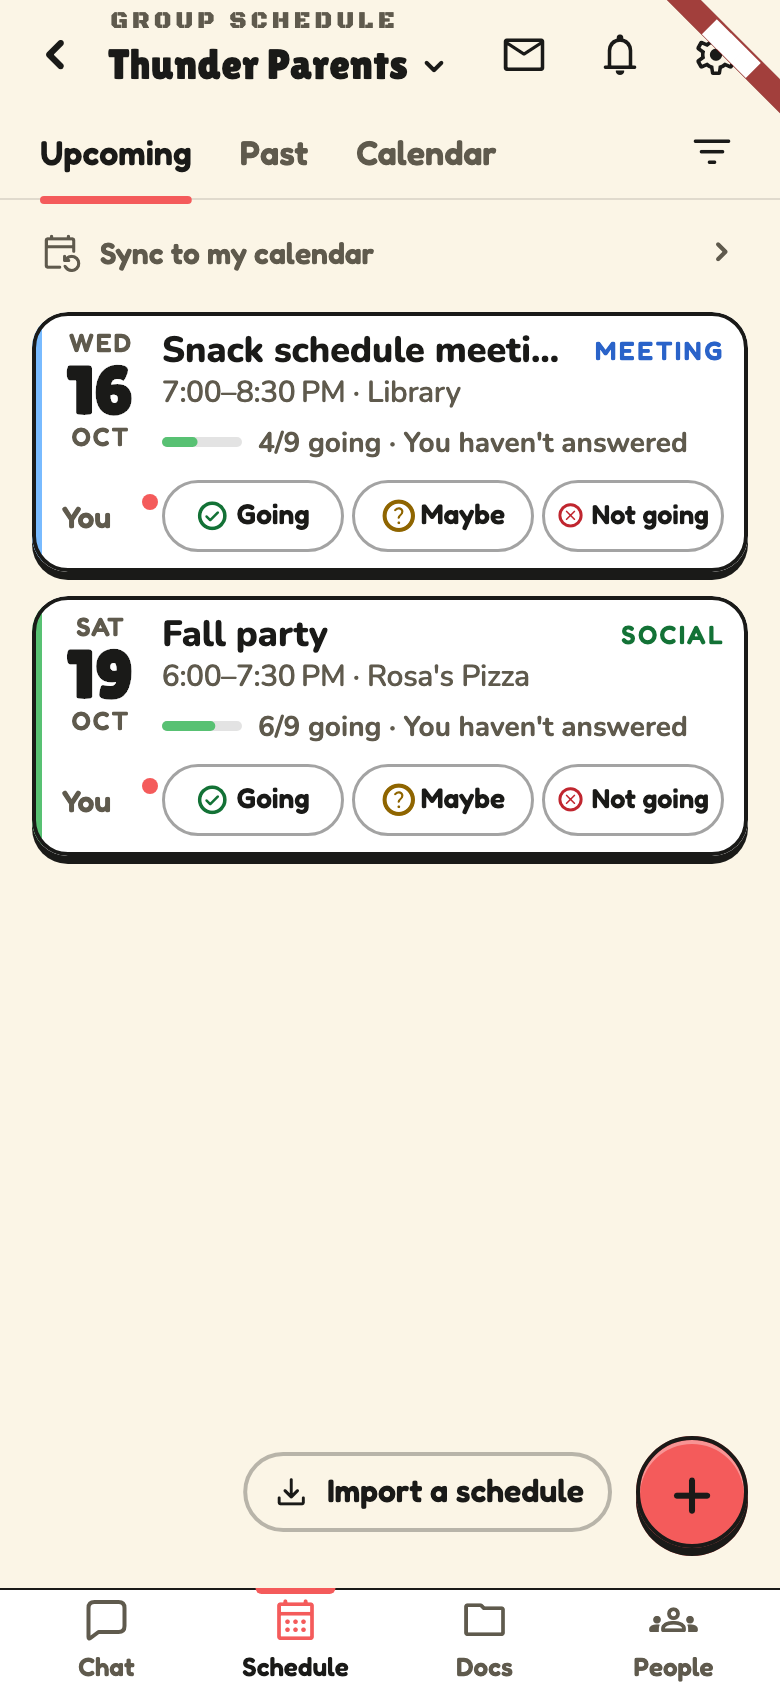 GROUP SCHEDULE
Thunder Parents
Upcoming Past Calendar
Sync to my calendar
WED
16
OCT
Snack schedule meeti... MEETING
7:00–8:30 PM · Library
4/9 going · You haven't answered
You Going Maybe Not going
SAT
19
OCT
Fall party SOCIAL
6:00–7:30 PM · Rosa's Pizza
6/9 going · You haven't answered
You Going Maybe Not going
Import a schedule
Chat Schedule Docs People